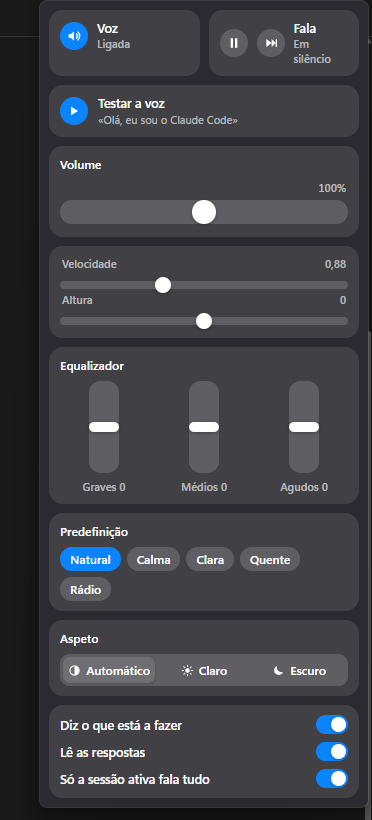 Voz
Ligada
Fala
Em
silêncio
Testar a voz
«Olá, eu sou o Claude Code»
Volume
100%
Velocidade 0,88
Altura 0
Equalizador
Graves 0 Médios 0 Agudos 0
Predefinição
Natural Calma Clara Quente
Rádio
Aspeto
Automático Claro Escuro
Diz o que está a fazer
Lê as respostas
Só a sessão ativa fala tudo